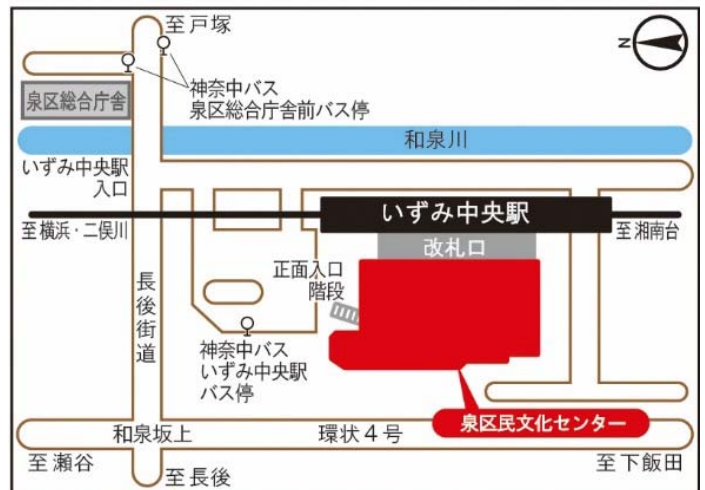 至戸塚
N
神奈中バス
泉区総合庁舎前バス停
泉区総合庁舎
和泉川
いずみ中央駅
入口
いずみ中央駅
至横浜・二俣川
至湘南台
改札口
正面入口
階段
長後街道
神奈中バス
いずみ中央駅
バス停
泉区民文化センター
和泉坂上
環状4号
至瀬谷
至長後
至下飯田